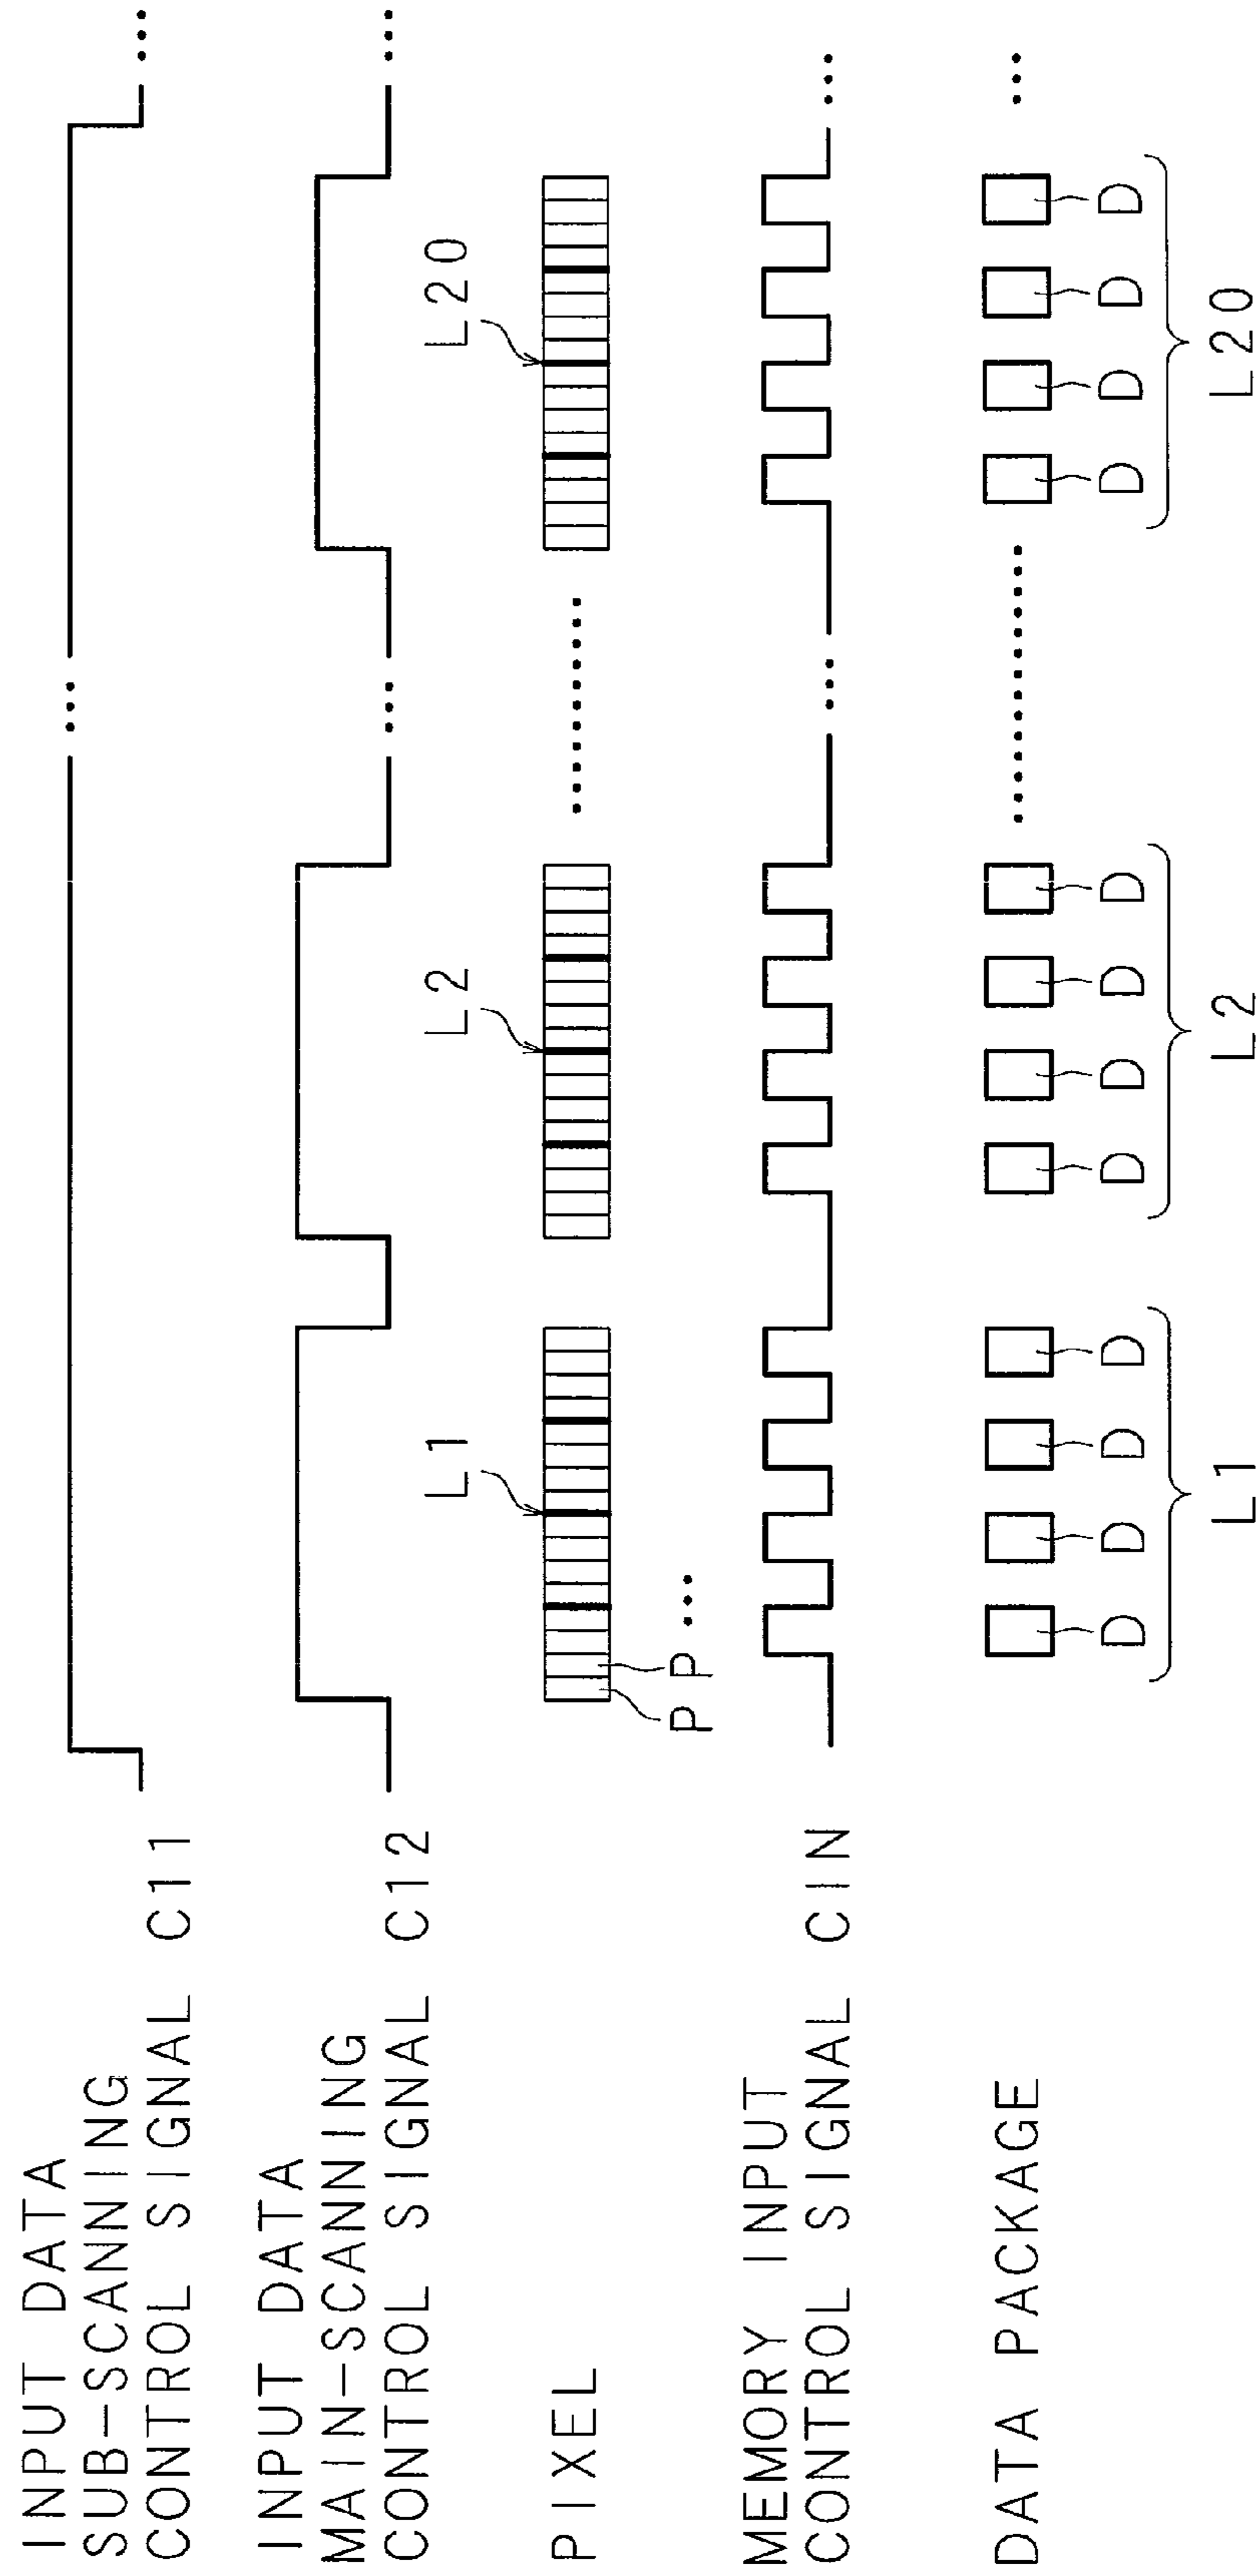 INPUT DATA
SUB-SCANNING
CONTROL SIGNAL C11
INPUT DATA
MAIN-SCANNING
CONTROL SIGNAL C12
L1
L2
L20
PIXEL
P P
MEMORY INPUT
CONTROL SIGNAL CIN
DATA PACKAGE
D D D D D D D D D D D D
L1
L2
L20